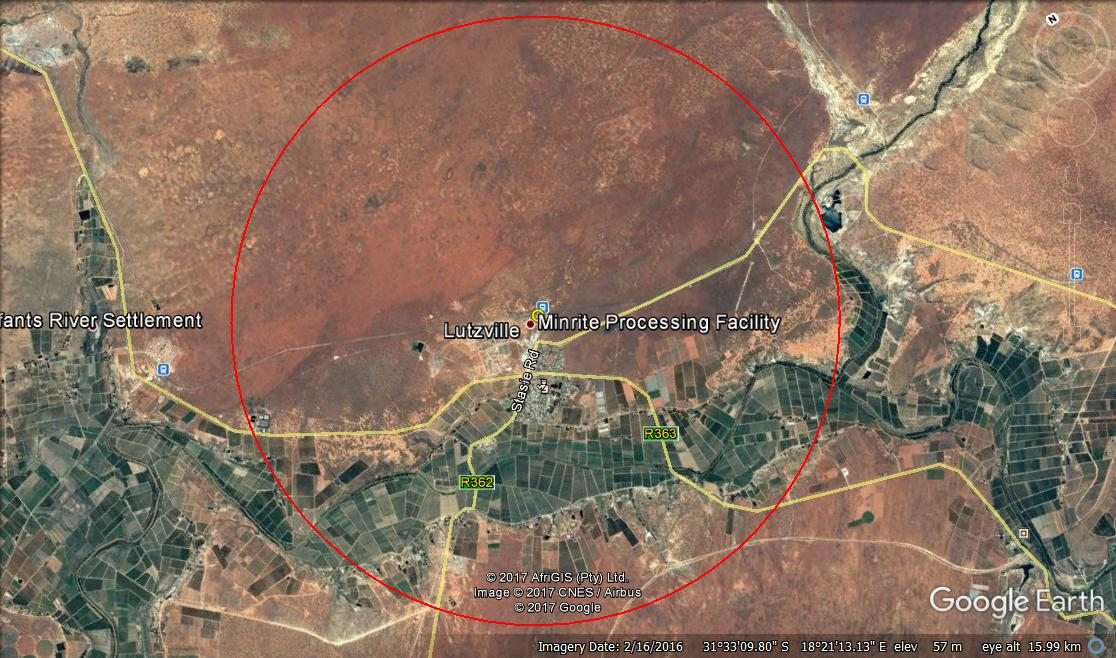 N
fants River Settlement
Lutzville
Minrite Processing Facility
Stasie Rd
R363
R362
© 2017 AfriGIS (Pty) Ltd.
Image © 2017 CNES / Airbus
© 2017 Google
Google Earth
Imagery Date: 2/16/2016 31°33'09.80" S 18°21'13.13" E elev 57 m eye alt 15.99 km